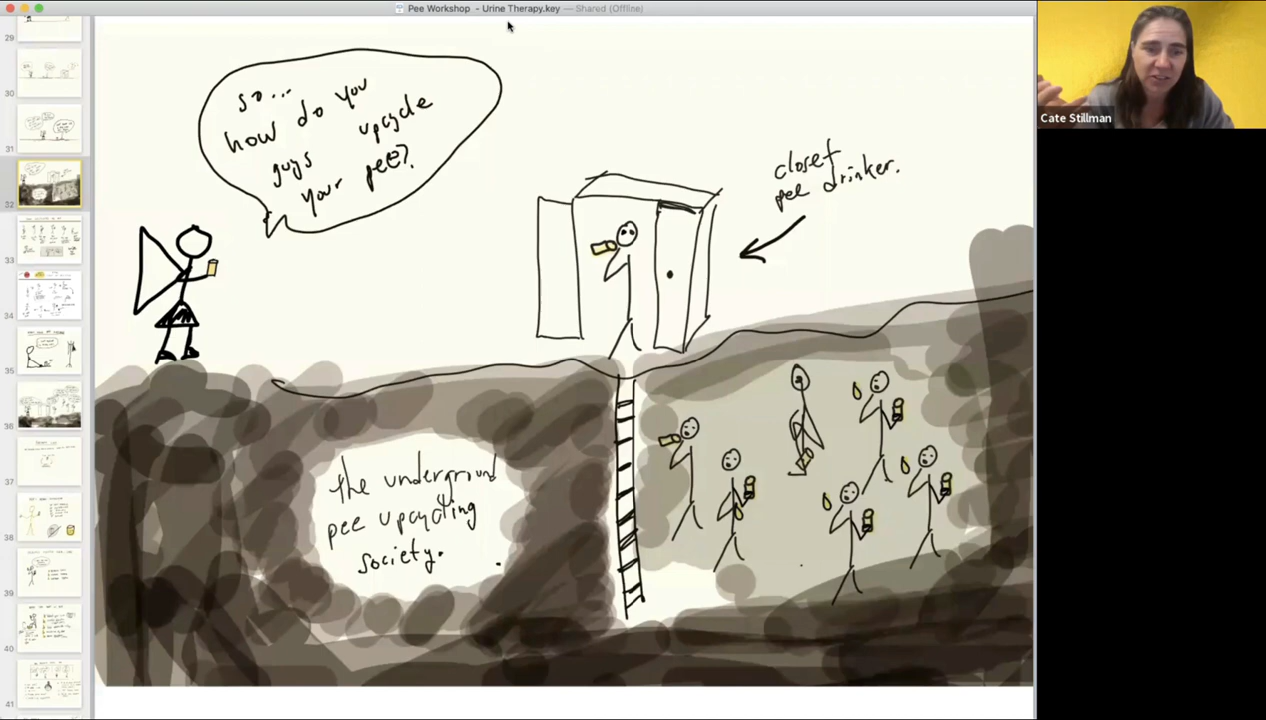 Pee Workshop - Urine Therapy.key — Shared (Offline)
so...
how do you
guys upcycle
your pee?
closet
pee drinker.
the underground
pee upcycling
society.
Cate Stillman
29
30
31
32
33
34
35
36
37
38
39
40
41